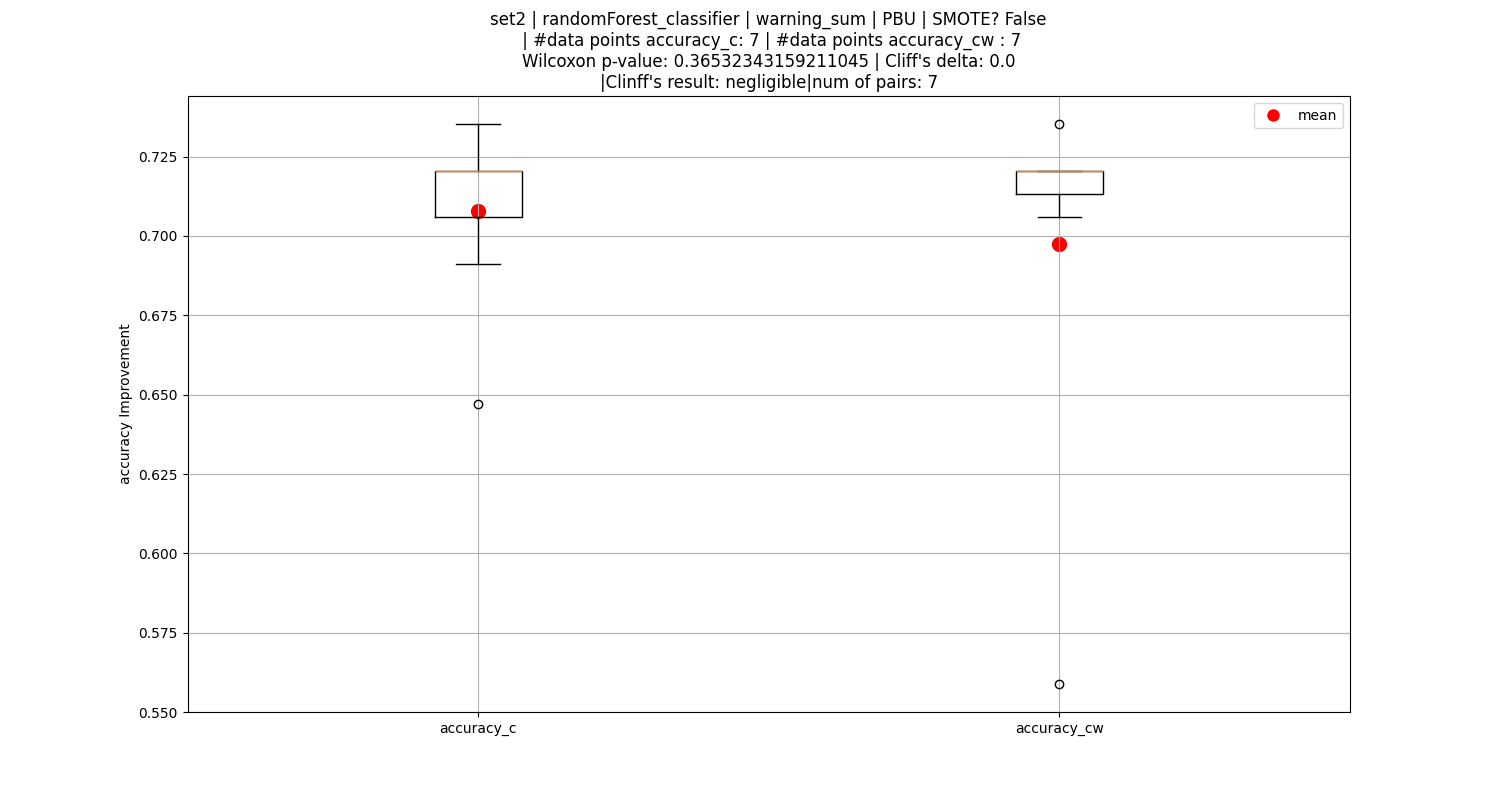 set2 | randomForest_classifier | warning_sum | PBU | SMOTE? False
| #data points accuracy_c: 7 | #data points accuracy_cw : 7
Wilcoxon p-value: 0.36532343159211045 | Cliff's delta: 0.0
|Clinff's result: negligible|num of pairs: 7
mean
accuracy Improvement
0.725
0.700
0.675
0.650
0.625
0.600
0.575
0.550
accuracy_c
accuracy_cw